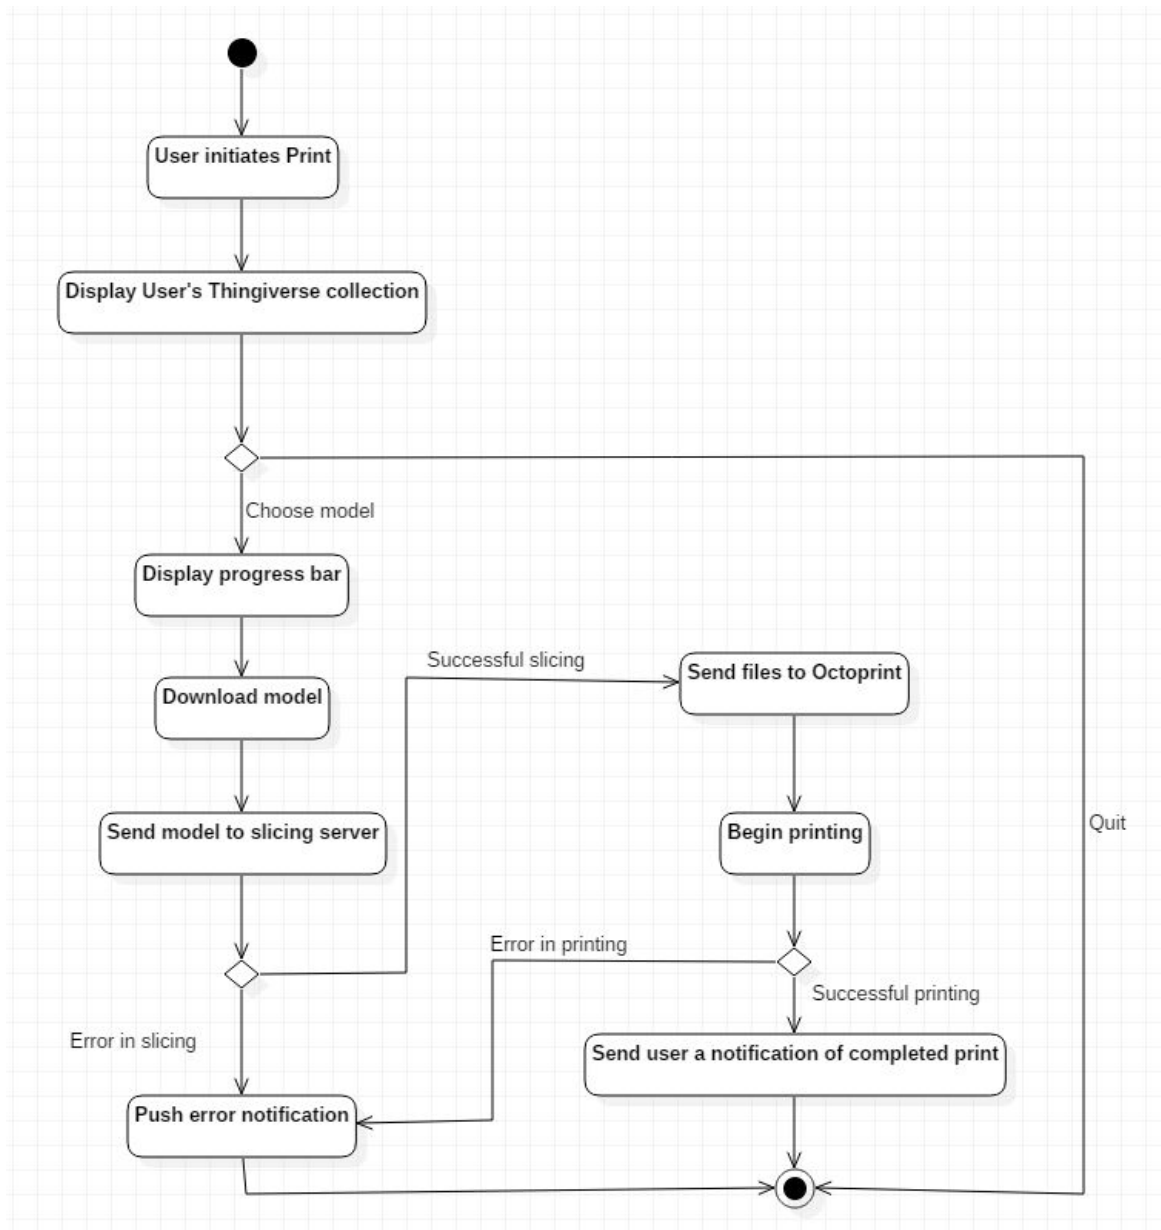 User initiates Print
Display User's Thingiverse collection
Choose model
Display progress bar
Successful slicing
Send files to Octoprint
Download model
Quit
Send model to slicing server
Begin printing
Error in printing
Successful printing
Error in slicing
Send user a notification of completed print
Push error notification